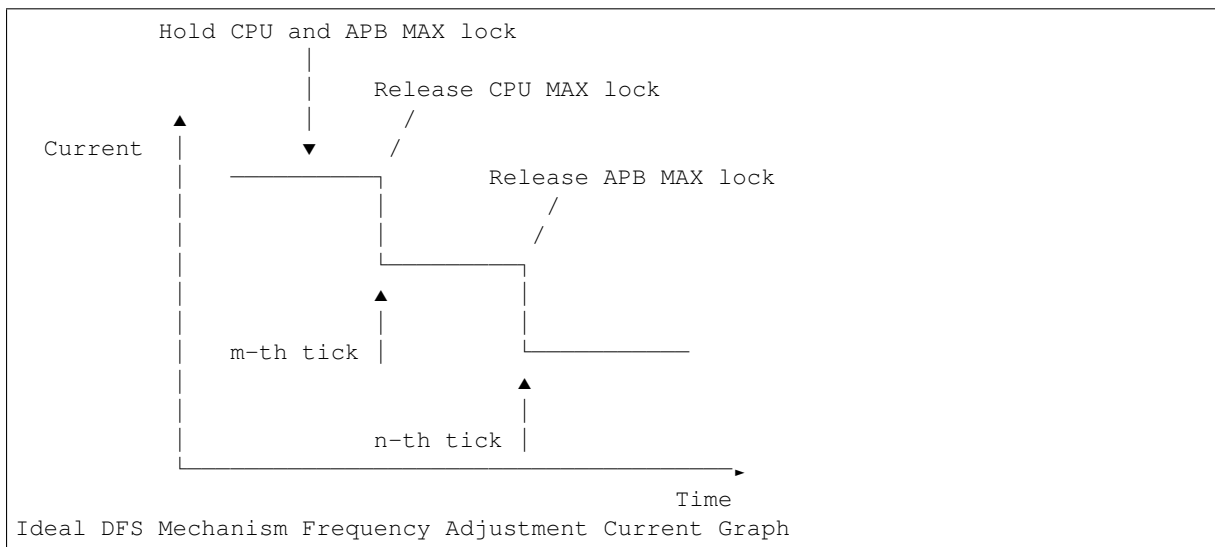 Hold CPU and APB MAX lock
Release CPU MAX lock
Current
Release APB MAX lock
m-th tick
n-th tick
Time
Ideal DFS Mechanism Frequency Adjustment Current Graph